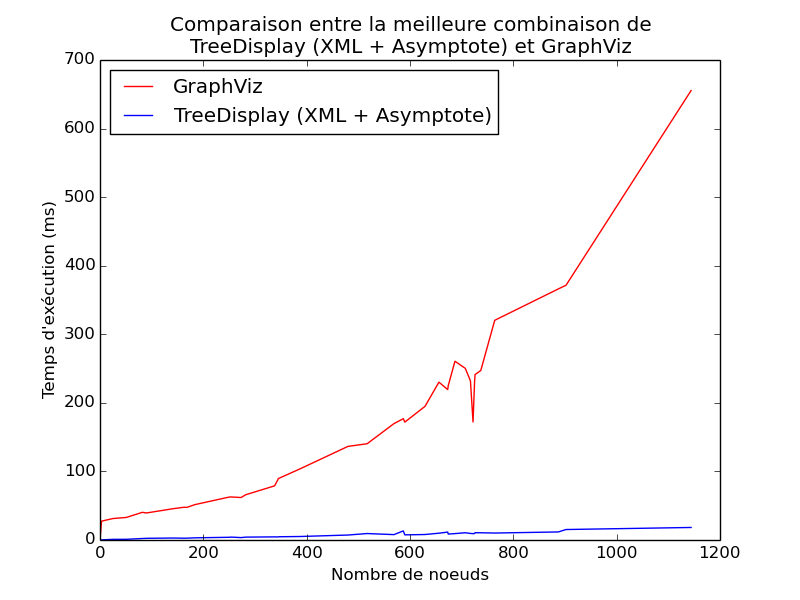 Comparaison entre la meilleure combinaison de
TreeDisplay (XML + Asymptote) et GraphViz
GraphViz
TreeDisplay (XML + Asymptote)
Temps d'exécution (ms)
700
600
500
400
300
200
100
0
0 200 400 600 800 1000 1200
Nombre de noeuds